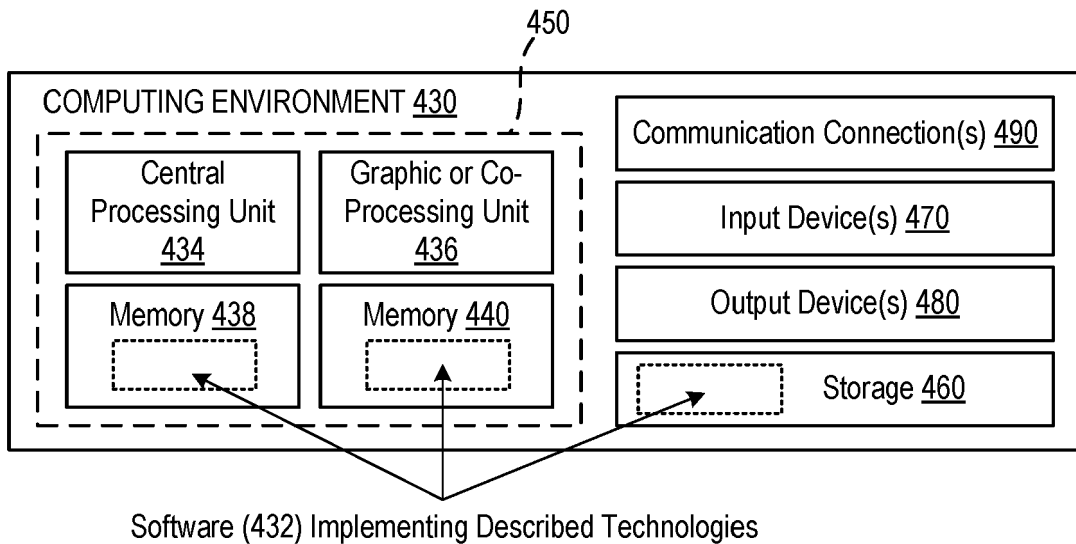 450
COMPUTING ENVIRONMENT 430
Central
Processing Unit
434
Graphic or Co-
Processing Unit
436
Memory 438
Memory 440
Communication Connection(s) 490
Input Device(s) 470
Output Device(s) 480
Storage 460
Software (432) Implementing Described Technologies